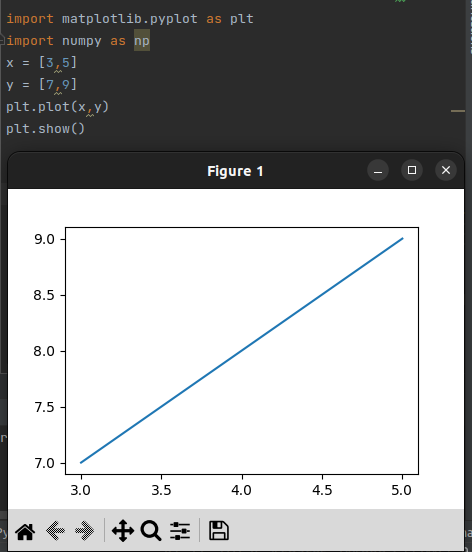 import matplotlib.pyplot as plt
import numpy as np
x = [3,5]
y = [7,9]
plt.plot(x,y)
plt.show()
Figure 1
9.0
8.5
8.0
7.5
7.0
3.0 3.5 4.0 4.5 5.0